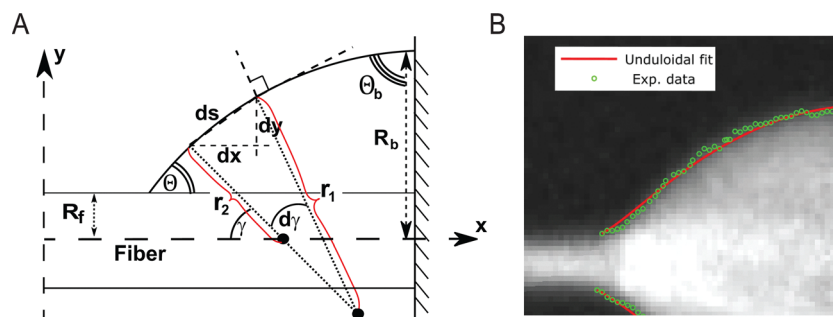 A
y
ds
dy
dx
Θ
Θb
Rb
Rf
r2
r1
γ
dγ
x
Fiber
B
Unduloidal fit
Exp. data